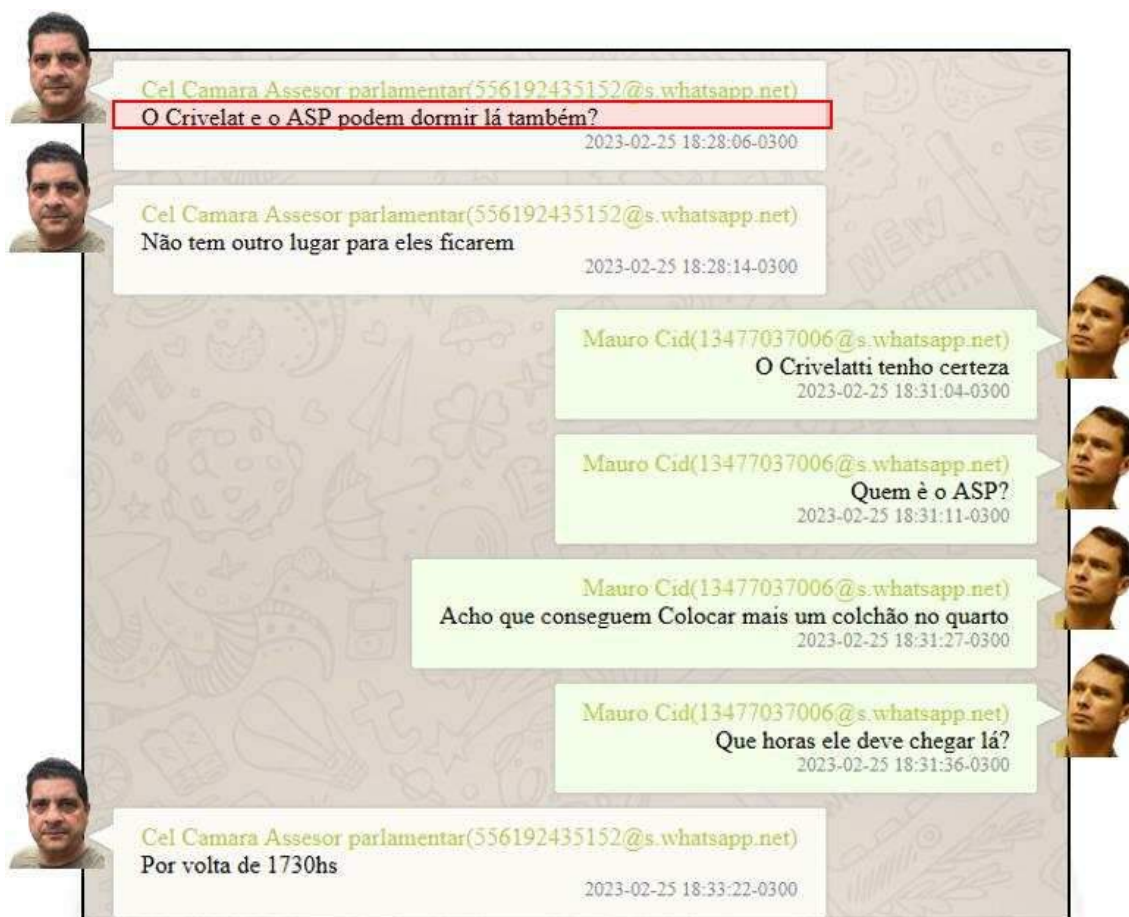 Cel Camara Assesor parlamentar(556192435152@s.whatsapp.net)
O Crivelat e o ASP podem dormir lá também?
2023-02-25 18:28:06-0300
Cel Camara Assesor parlamentar(556192435152@s.whatsapp.net)
Não tem outro lugar para eles ficarem
2023-02-25 18:28:14-0300
Mauro Cid(13477037006@s.whatsapp.net)
O Crivelatti tenho certeza
2023-02-25 18:31:04-0300
Mauro Cid(13477037006@s.whatsapp.net)
Quem è o ASP?
2023-02-25 18:31:11-0300
Mauro Cid(13477037006@s.whatsapp.net)
Acho que conseguem Colocar mais um colchão no quarto
2023-02-25 18:31:27-0300
Mauro Cid(13477037006@s.whatsapp.net)
Que horas ele deve chegar lá?
2023-02-25 18:31:36-0300
Cel Camara Assesor parlamentar(556192435152@s.whatsapp.net)
Por volta de 1730hs
2023-02-25 18:33:22-0300